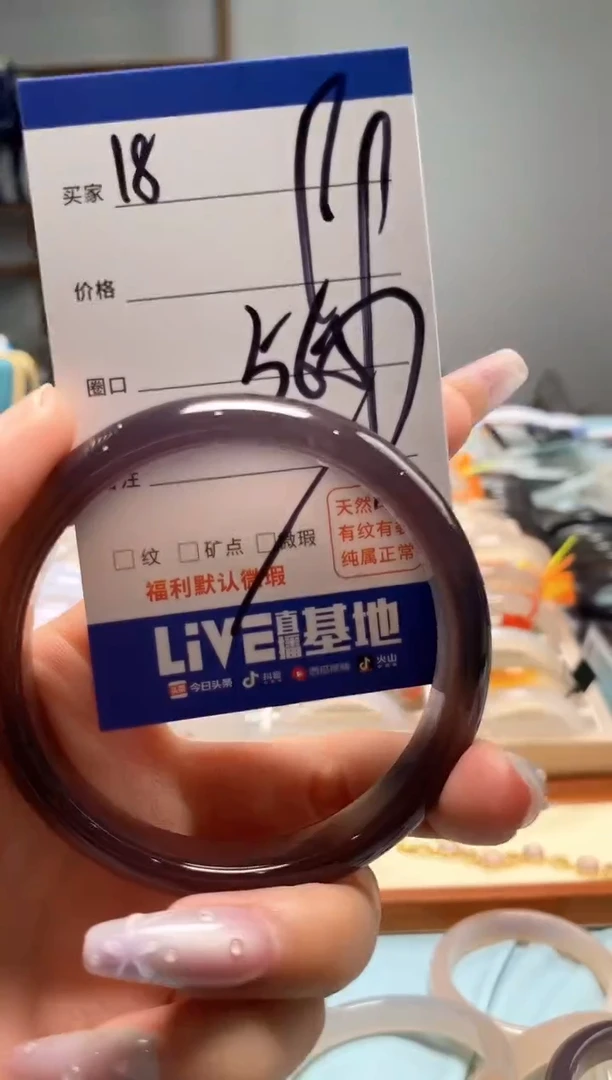 买家 18
价格
圈口 56
注
纹 矿点 微瑕
天然
有纹有
纯属正常
福利默认微瑕
LiVE直播基地
今日头条 抖音 西瓜视频 火山